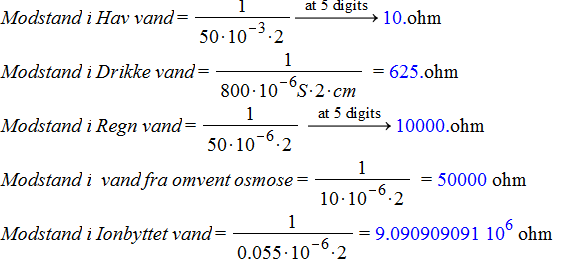 Modstand i Hav vand = 1/(50·10^-3·2) at 5 digits → 10.ohm
Modstand i Drikke vand = 1/(800·10^-6 S·2·cm) = 625.ohm
Modstand i Regn vand = 1/(50·10^-6·2) at 5 digits → 10000.ohm
Modstand i vand fra omvent osmose = 1/(10·10^-6·2) = 50000 ohm
Modstand i Ionbyttet vand = 1/(0.055·10^-6·2) = 9.090909091 10^6 ohm